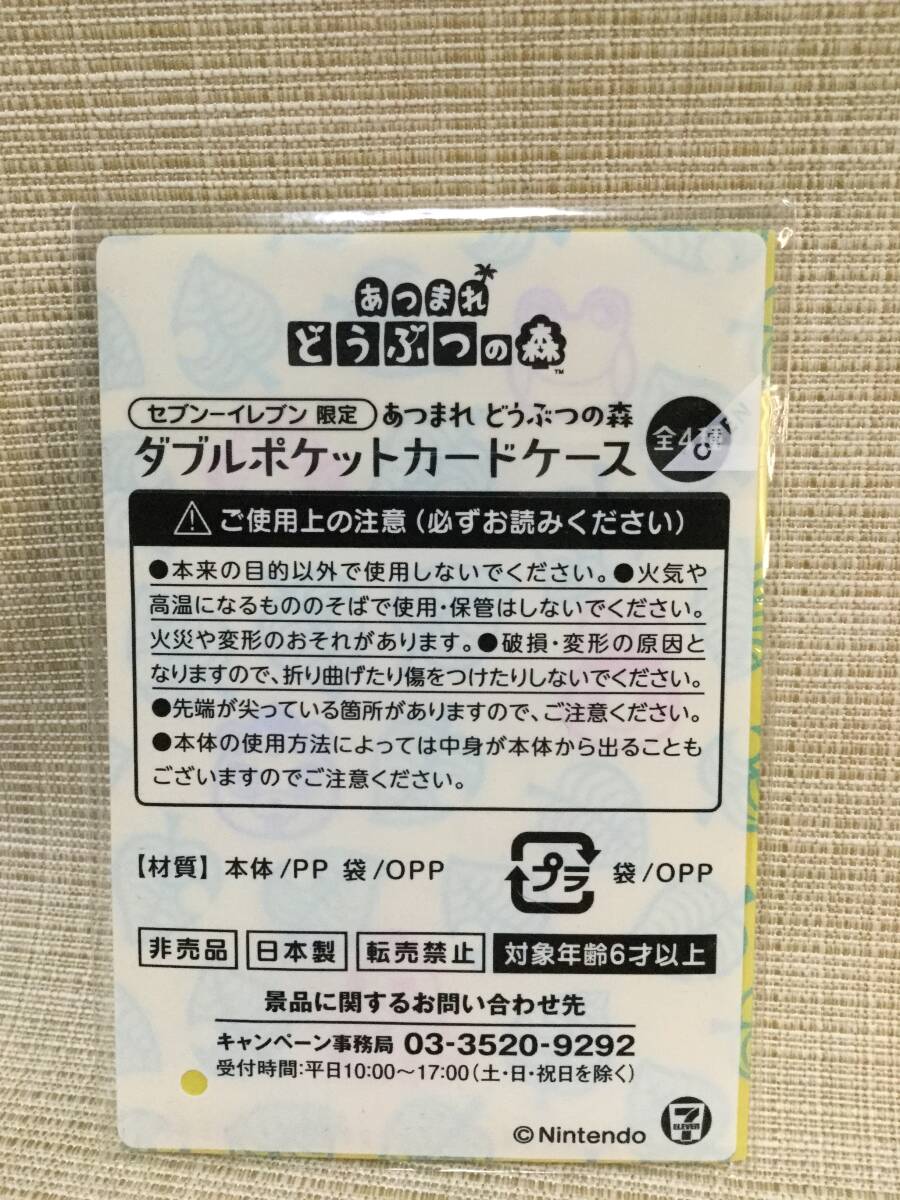 あつまれ
どうぶつの森
™
セブン－イレブン 限定 あつまれ どうぶつの森
ダブルポケットカードケース 全4種
OPEN
⚠ご使用上の注意（必ずお読みください）
●本来の目的以外で使用しないでください。●火気や
高温になるもののそばで使用・保管はしないでください。
火災や変形のおそれがあります。●破損・変形の原因と
なりますので、折り曲げたり傷をつけたりしないでください。
●先端が尖っている箇所がありますので、ご注意ください。
●本体の使用方法によっては中身が本体から出ることも
ございますのでご注意ください。
【材質】本体/PP 袋/OPP プラ 袋/OPP
非売品 日本製 転売禁止 対象年齢6才以上
景品に関するお問い合わせ先
キャンペーン事務局 03-3520-9292
受付時間:平日10:00〜17:00（土・日・祝日を除く）
©Nintendo 7 ELEVEN